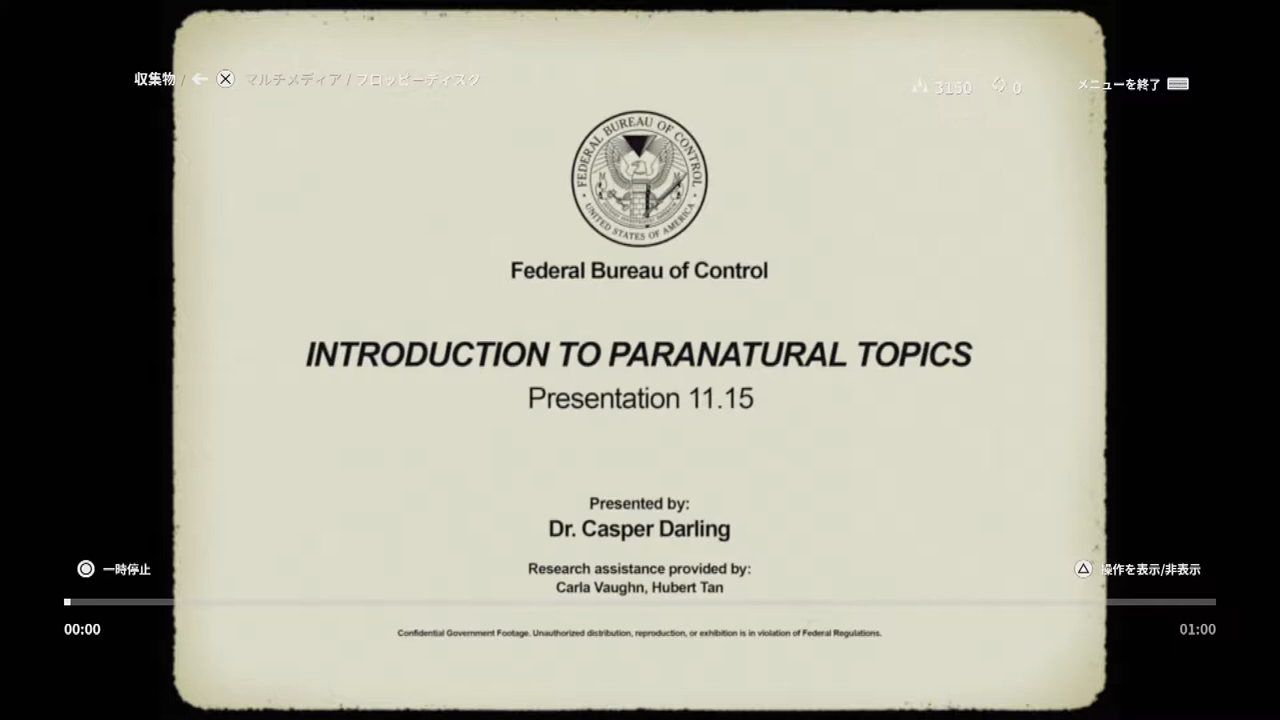 収集物 / マルチメディア / フロッピーディスク
3150 0
メニューを終了
FEDERAL BUREAU OF CONTROL
UNITED STATES OF AMERICA
Federal Bureau of Control
INTRODUCTION TO PARANATURAL TOPICS
Presentation 11.15
Presented by:
Dr. Casper Darling
Research assistance provided by:
Carla Vaughn, Hubert Tan
一時停止
操作を表示/非表示
00:00
01:00
Confidential Government Footage. Unauthorized distribution, reproduction, or exhibition is in violation of Federal Regulations.